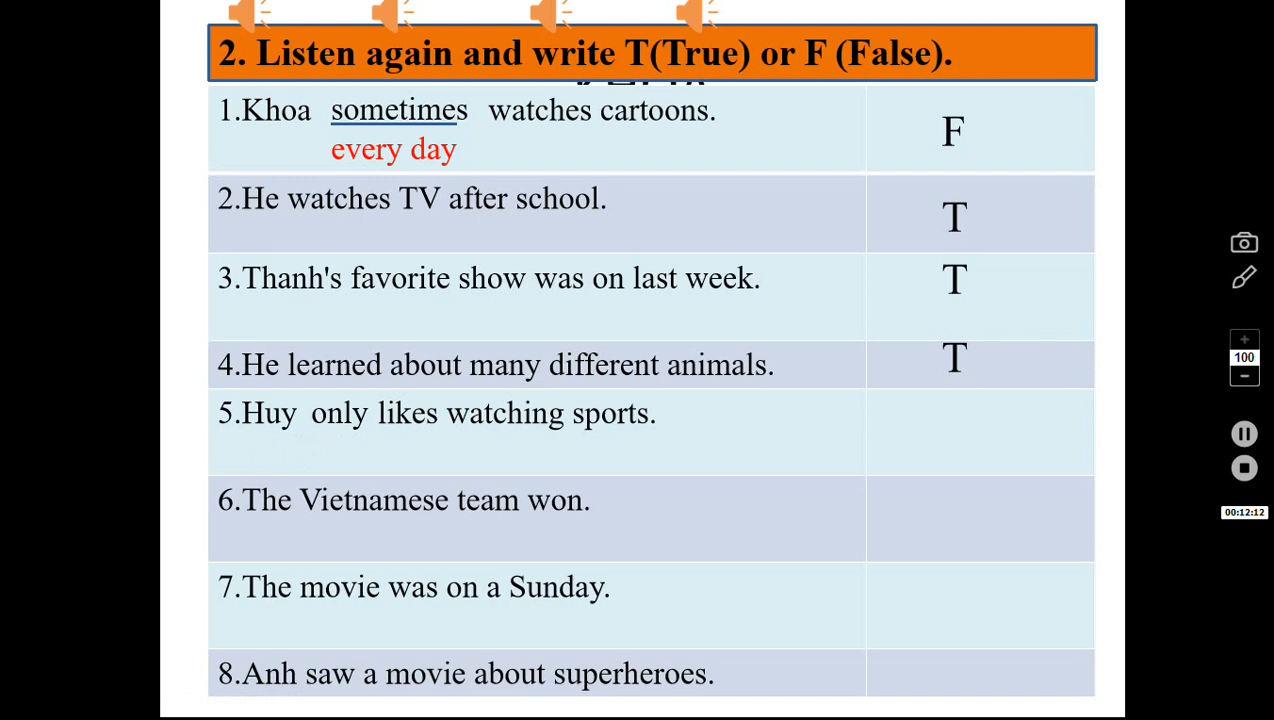 2. Listen again and write T(True) or F (False).
1.Khoa sometimes watches cartoons.
every day
F
2.He watches TV after school.
T
3.Thanh's favorite show was on last week.
T
4.He learned about many different animals.
T
5.Huy only likes watching sports.
6.The Vietnamese team won.
7.The movie was on a Sunday.
8.Anh saw a movie about superheroes.
100
00:12:12